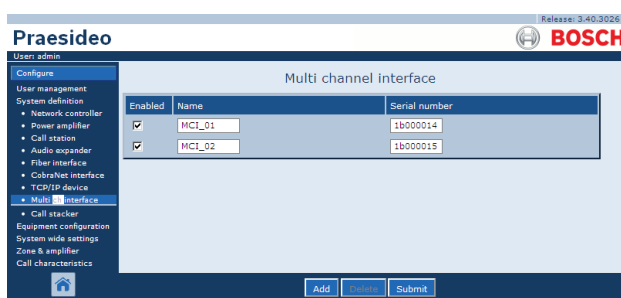 Release: 3.40.3026
Praesideo
BOSCH
User: admin
Configure
User management
System definition
• Network controller
• Power amplifier
• Call station
• Audio expander
• Fiber interface
• CobraNet interface
• TCP/IP device
• Multi ch interface
• Call stacker
Equipment configuration
System wide settings
Zone & amplifier
Call characteristics
Multi channel interface
Enabled Name Serial number
MCI_01 1b000014
MCI_02 1b000015
Add Delete Submit